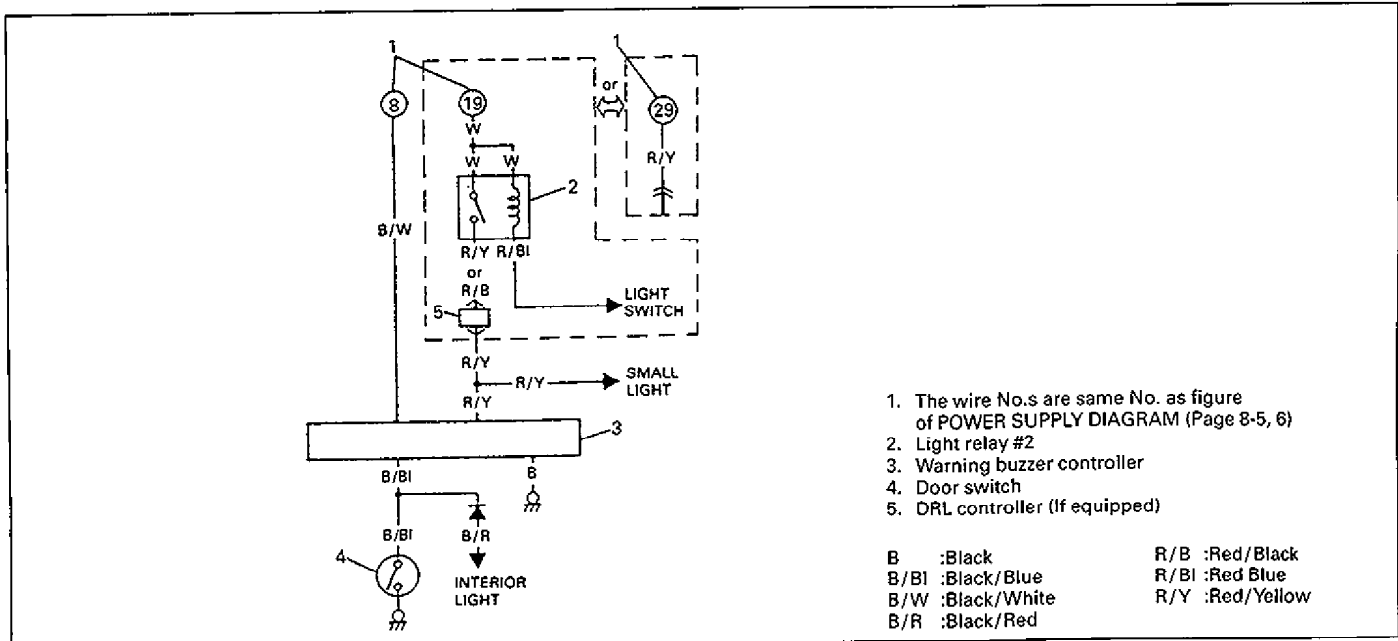 1
1
or
8
19
29
W
W W
R/Y
2
B/W
R/Y R/Bl
or
R/B
LIGHT
SWITCH
5
R/Y
R/Y
SMALL
LIGHT
R/Y
3
B/Bl
B
B/Bl
B/R
4
INTERIOR
LIGHT
1. The wire No.s are same No. as figure
of POWER SUPPLY DIAGRAM (Page 8-5, 6)
2. Light relay #2
3. Warning buzzer controller
4. Door switch
5. DRL controller (If equipped)
B :Black
B/Bl :Black/Blue
B/W :Black/White
B/R :Black/Red
R/B :Red/Black
R/Bl :Red Blue
R/Y :Red/Yellow